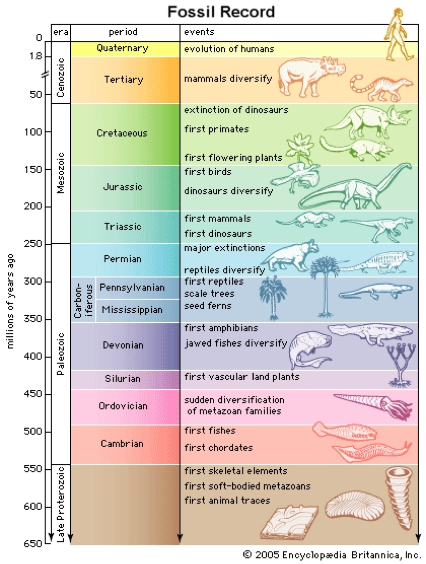 Fossil Record
era period events
0
Quaternary evolution of humans
1.8
Cenozoic
Tertiary mammals diversify
50
extinction of dinosaurs
100
Cretaceous first primates
first flowering plants
150
Mesozoic
first birds
Jurassic dinosaurs diversify
200
Triassic first mammals
first dinosaurs
250
major extinctions
Permian
reptiles diversify
300
Carbon-
iferous
Pennsylvanian first reptiles
scale trees
Mississippian seed ferns
millions of years ago
350
Paleozoic
first amphibians
Devonian jawed fishes diversify
400
Silurian first vascular land plants
450
Ordovician sudden diversification
of metazoan families
500
first fishes
Cambrian first chordates
550
Late Proterozoic
first skeletal elements
first soft-bodied metazoans
600
first animal traces
650
© 2005 Encyclopædia Britannica, Inc.